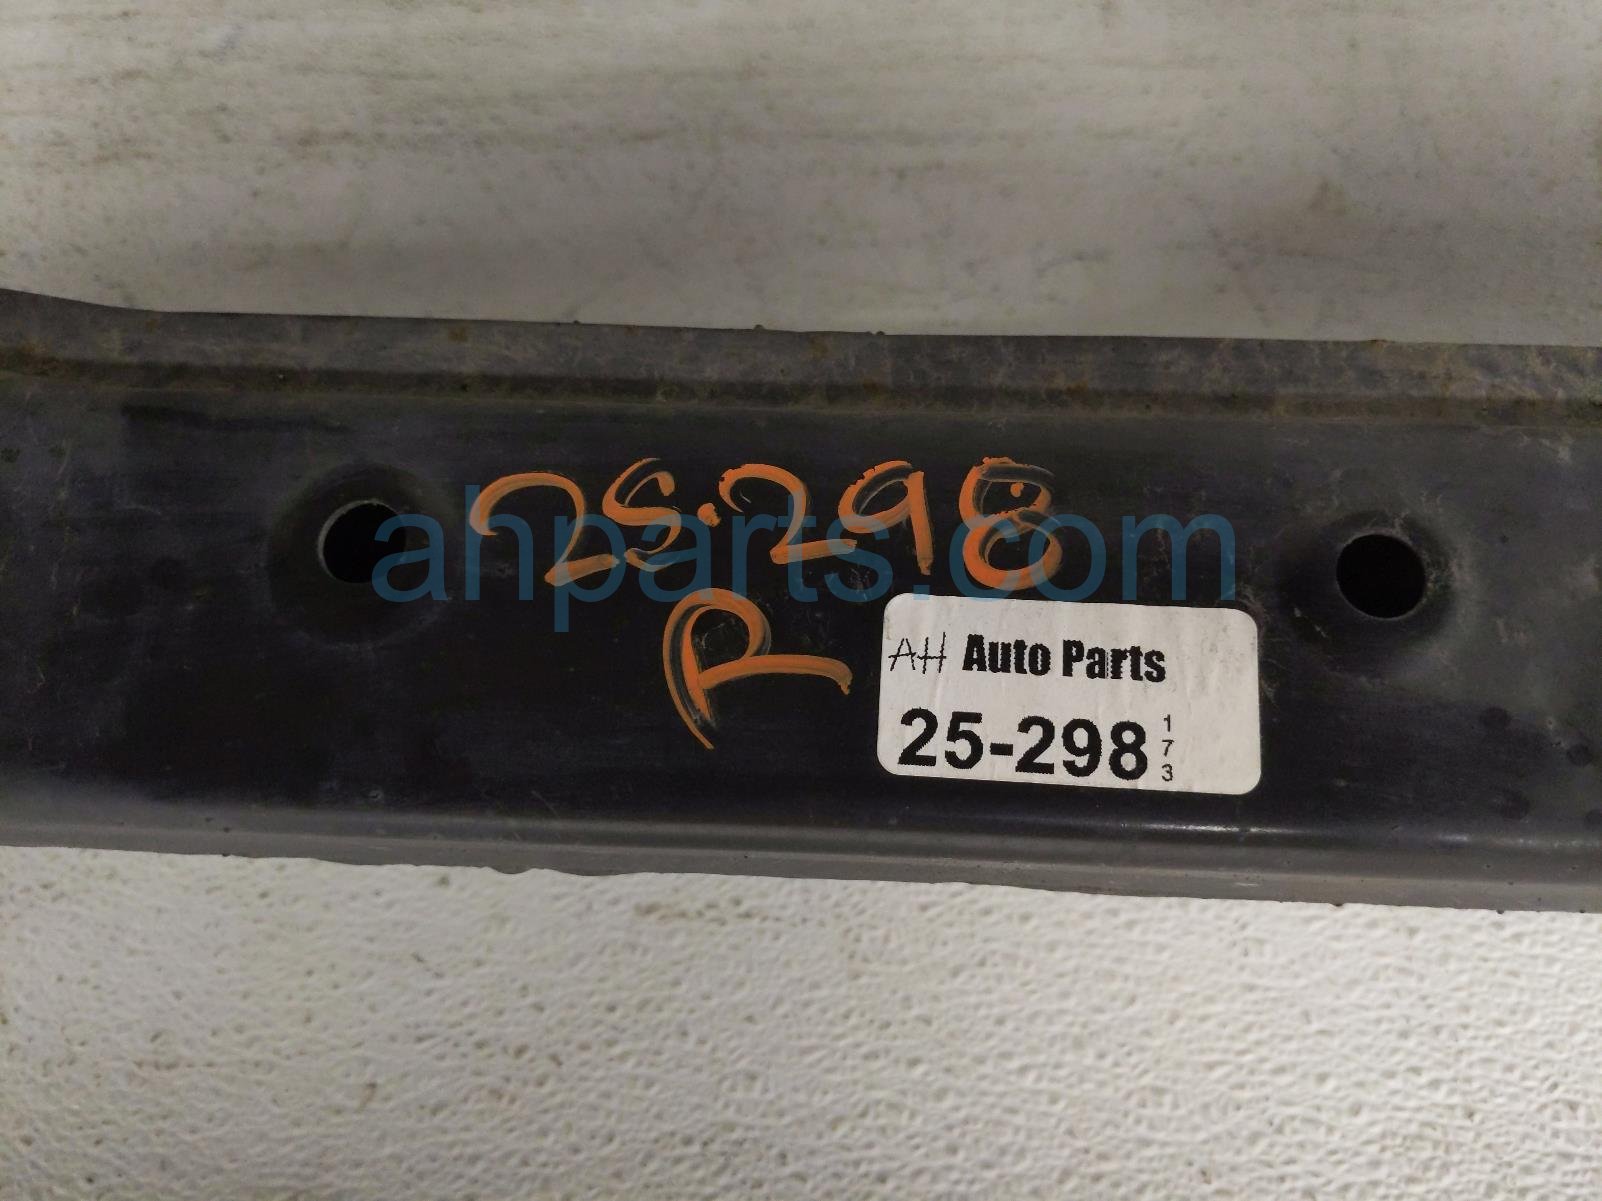 25.298
R
ahparts.com
AH Auto Parts
25-298
1
7
3